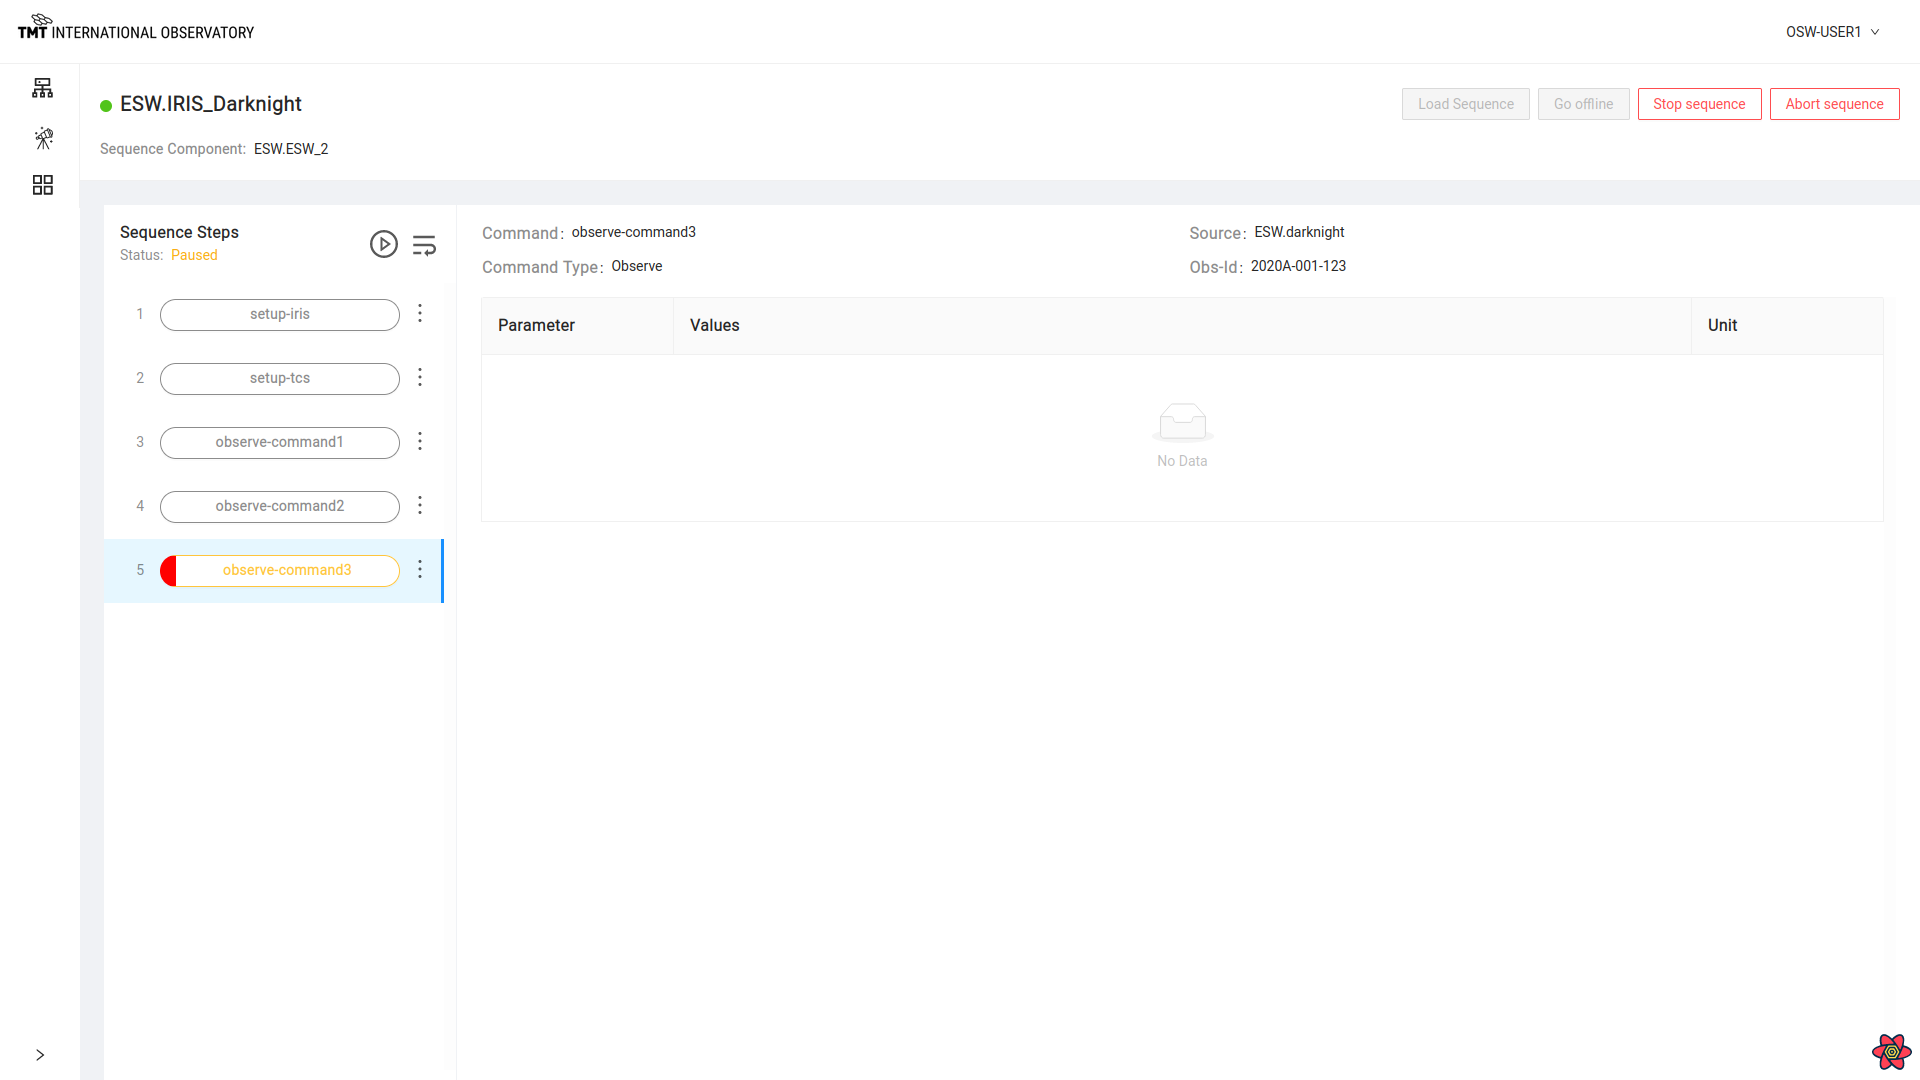 TMT INTERNATIONAL OBSERVATORY
OSW-USER1
ESW.IRIS_Darknight
Load Sequence
Go offline
Stop sequence
Abort sequence
Sequence Component: ESW.ESW_2
Sequence Steps
Status: Paused
1 setup-iris
2 setup-tcs
3 observe-command1
4 observe-command2
5 observe-command3
Command: observe-command3
Source: ESW.darknight
Command Type: Observe
Obs-Id: 2020A-001-123
Parameter Values Unit
No Data